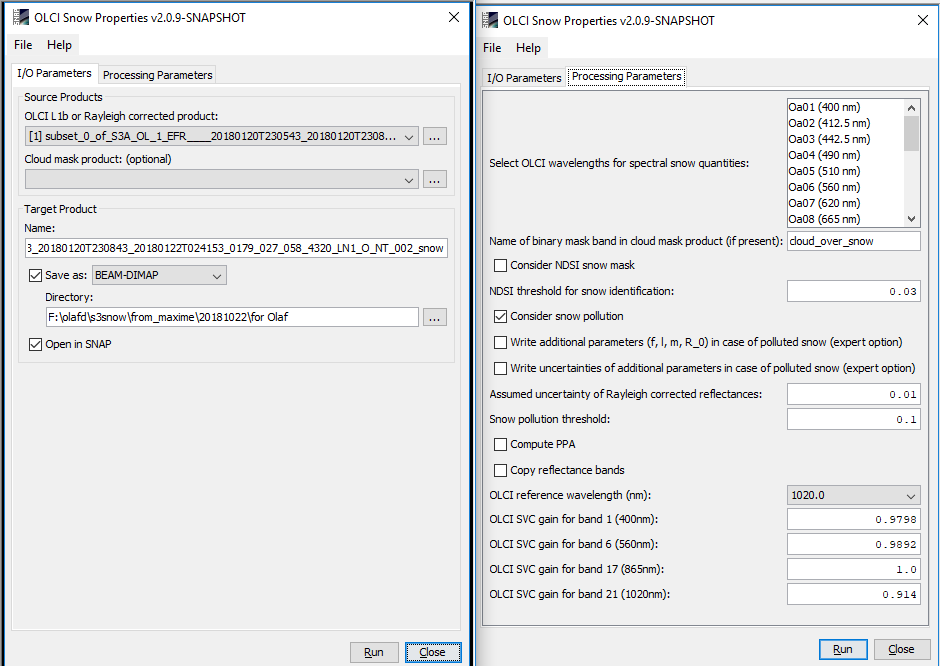 OLCI Snow Properties v2.0.9-SNAPSHOT
File Help
I/O Parameters Processing Parameters
Source Products
OLCI L1b or Rayleigh corrected product:
[1] subset_0_of_S3A_OL_1_EFR____20180120T230543_20180120T2308... ...
Cloud mask product: (optional)
...
Target Product
Name:
3_20180120T230843_20180122T024153_0179_027_058_4320_LN1_O_NT_002_snow
Save as: BEAM-DIMAP
Directory:
F:\olafd\s3snow\from_maxime\20181022\for Olaf ...
Open in SNAP
Run Close
OLCI Snow Properties v2.0.9-SNAPSHOT
File Help
I/O Parameters Processing Parameters
Oa01 (400 nm)
Oa02 (412.5 nm)
Oa03 (442.5 nm)
Oa04 (490 nm)
Select OLCI wavelengths for spectral snow quantities:
Oa05 (510 nm)
Oa06 (560 nm)
Oa07 (620 nm)
Oa08 (665 nm)
Name of binary mask band in cloud mask product (if present): cloud_over_snow
Consider NDSI snow mask
NDSI threshold for snow identification: 0.03
Consider snow pollution
Write additional parameters (f, l, m, R_0) in case of polluted snow (expert option)
Write uncertainties of additional parameters in case of polluted snow (expert option)
Assumed uncertainty of Rayleigh corrected reflectances: 0.01
Snow pollution threshold: 0.1
Compute PPA
Copy reflectance bands
OLCI reference wavelength (nm): 1020.0
OLCI SVC gain for band 1 (400nm): 0.9798
OLCI SVC gain for band 6 (560nm): 0.9892
OLCI SVC gain for band 17 (865nm): 1.0
OLCI SVC gain for band 21 (1020nm): 0.914
Run Close